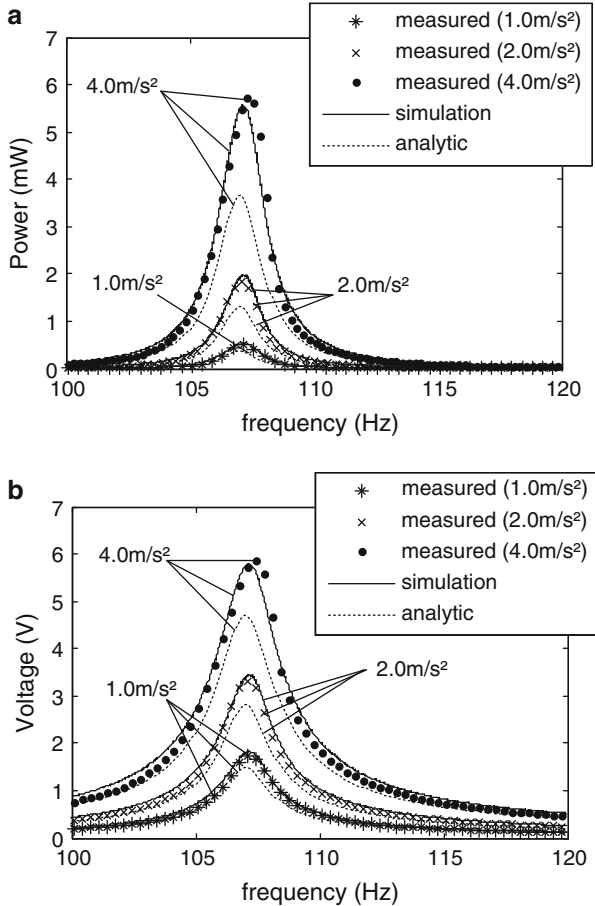 a
measured (1.0m/s²)
measured (2.0m/s²)
measured (4.0m/s²)
simulation
analytic
7
6
5
4
3
2
1
0
Power (mW)
4.0m/s²
1.0m/s²
2.0m/s²
100
105
110
115
120
frequency (Hz)
b
measured (1.0m/s²)
measured (2.0m/s²)
measured (4.0m/s²)
simulation
analytic
7
6
5
4
3
2
1
0
Voltage (V)
4.0m/s²
1.0m/s²
2.0m/s²
100
105
110
115
120
frequency (Hz)